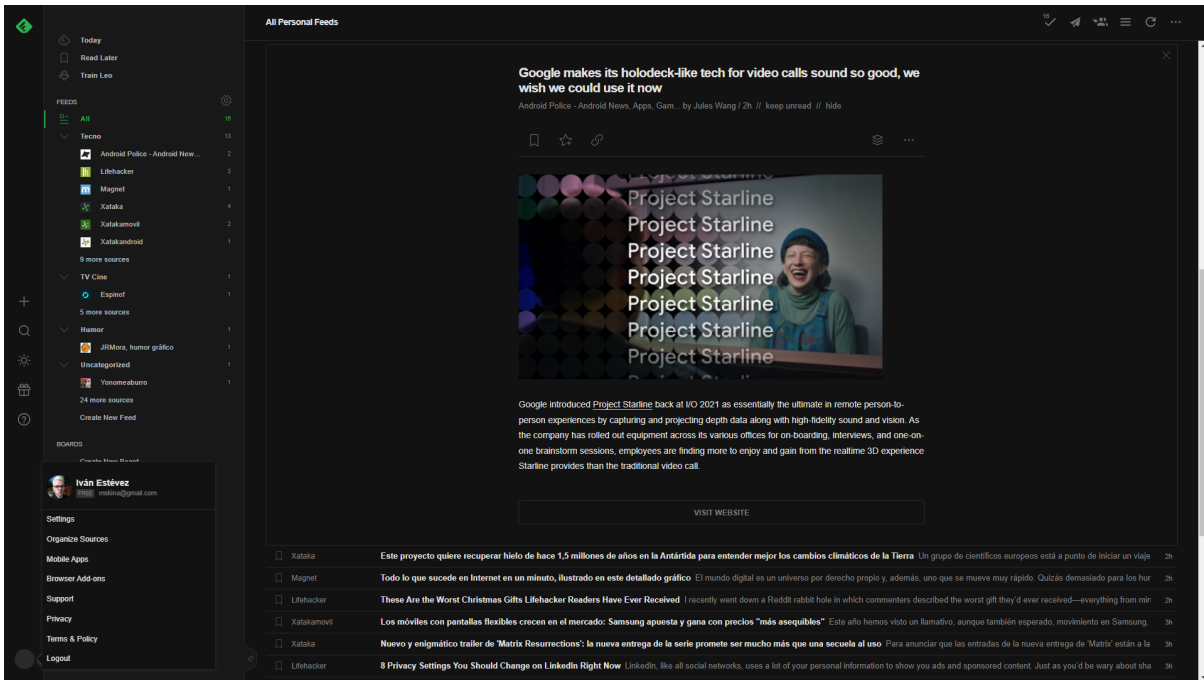 All Personal Feeds
15
Today
Read Later
Train Leo
FEEDS
All 15
Tecno 13
Android Police - Android New... 2
Lifehacker 3
Magnet 1
Xataka 4
Xatakamovil 2
Xatakandroid 1
9 more sources
TV Cine 1
Espinof 1
5 more sources
Humor 1
JRMora, humor gráfico 1
Uncategorized 1
Yonomeaburro 1
24 more sources
Create New Feed
BOARDS
Create New Board
Iván Estévez
FREE mskina@gmail.com
Settings
Organize Sources
Mobile Apps
Browser Add-ons
Support
Privacy
Terms & Policy
Logout
Google makes its holodeck-like tech for video calls sound so good, we
wish we could use it now
Android Police - Android News, Apps, Gam... by Jules Wang / 2h // keep unread // hide
Project Starline
Project Starline
Project Starline
Project Starline
Project Starline
Project Starline
Project Starline
Project Starline
Project Starline
Google introduced Project Starline back at I/O 2021 as essentially the ultimate in remote person-to-
person experiences by capturing and projecting depth data along with high-fidelity sound and vision. As
the company has rolled out equipment across its various offices for on-boarding, interviews, and one-on-
one brainstorm sessions, employees are finding more to enjoy and gain from the realtime 3D experience
Starline provides than the traditional video call.
VISIT WEBSITE
Xataka Este proyecto quiere recuperar hielo de hace 1,5 millones de años en la Antártida para entender mejor los cambios climáticos de la Tierra Un grupo de científicos europeos está a punto de iniciar un viaje 2h
Magnet Todo lo que sucede en Internet en un minuto, ilustrado en este detallado gráfico El mundo digital es un universo por derecho propio y, además, uno que se mueve muy rápido. Quizás demasiado para los hur 2h
Lifehacker These Are the Worst Christmas Gifts Lifehacker Readers Have Ever Received I recently went down a Reddit rabbit hole in which commenters described the worst gift they'd ever received—everything from min 2h
Xatakamovil Los móviles con pantallas flexibles crecen en el mercado: Samsung apuesta y gana con precios "más asequibles" Este año hemos visto un llamativo, aunque también esperado, movimiento en Samsung. 3h
Xataka Nuevo y enigmático trailer de 'Matrix Resurrections': la nueva entrega de la serie promete ser mucho más que una secuela al uso Para anunciar que las entradas de la nueva entrega de 'Matrix' están a la 3h
Lifehacker 8 Privacy Settings You Should Change on LinkedIn Right Now LinkedIn, like all social networks, uses a lot of your personal information to show you ads and sponsored content. Just as you'd be wary about sha 3h